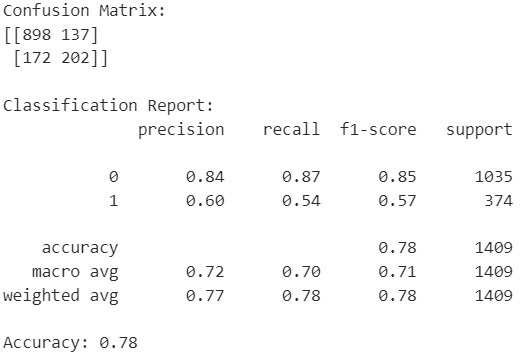 Confusion Matrix:
[[898 137]
 [172 202]]
Classification Report:
              precision    recall  f1-score   support
           0       0.84      0.87      0.85      1035
           1       0.60      0.54      0.57       374
    accuracy                           0.78      1409
   macro avg       0.72      0.70      0.71      1409
weighted avg       0.77      0.78      0.78      1409
Accuracy: 0.78